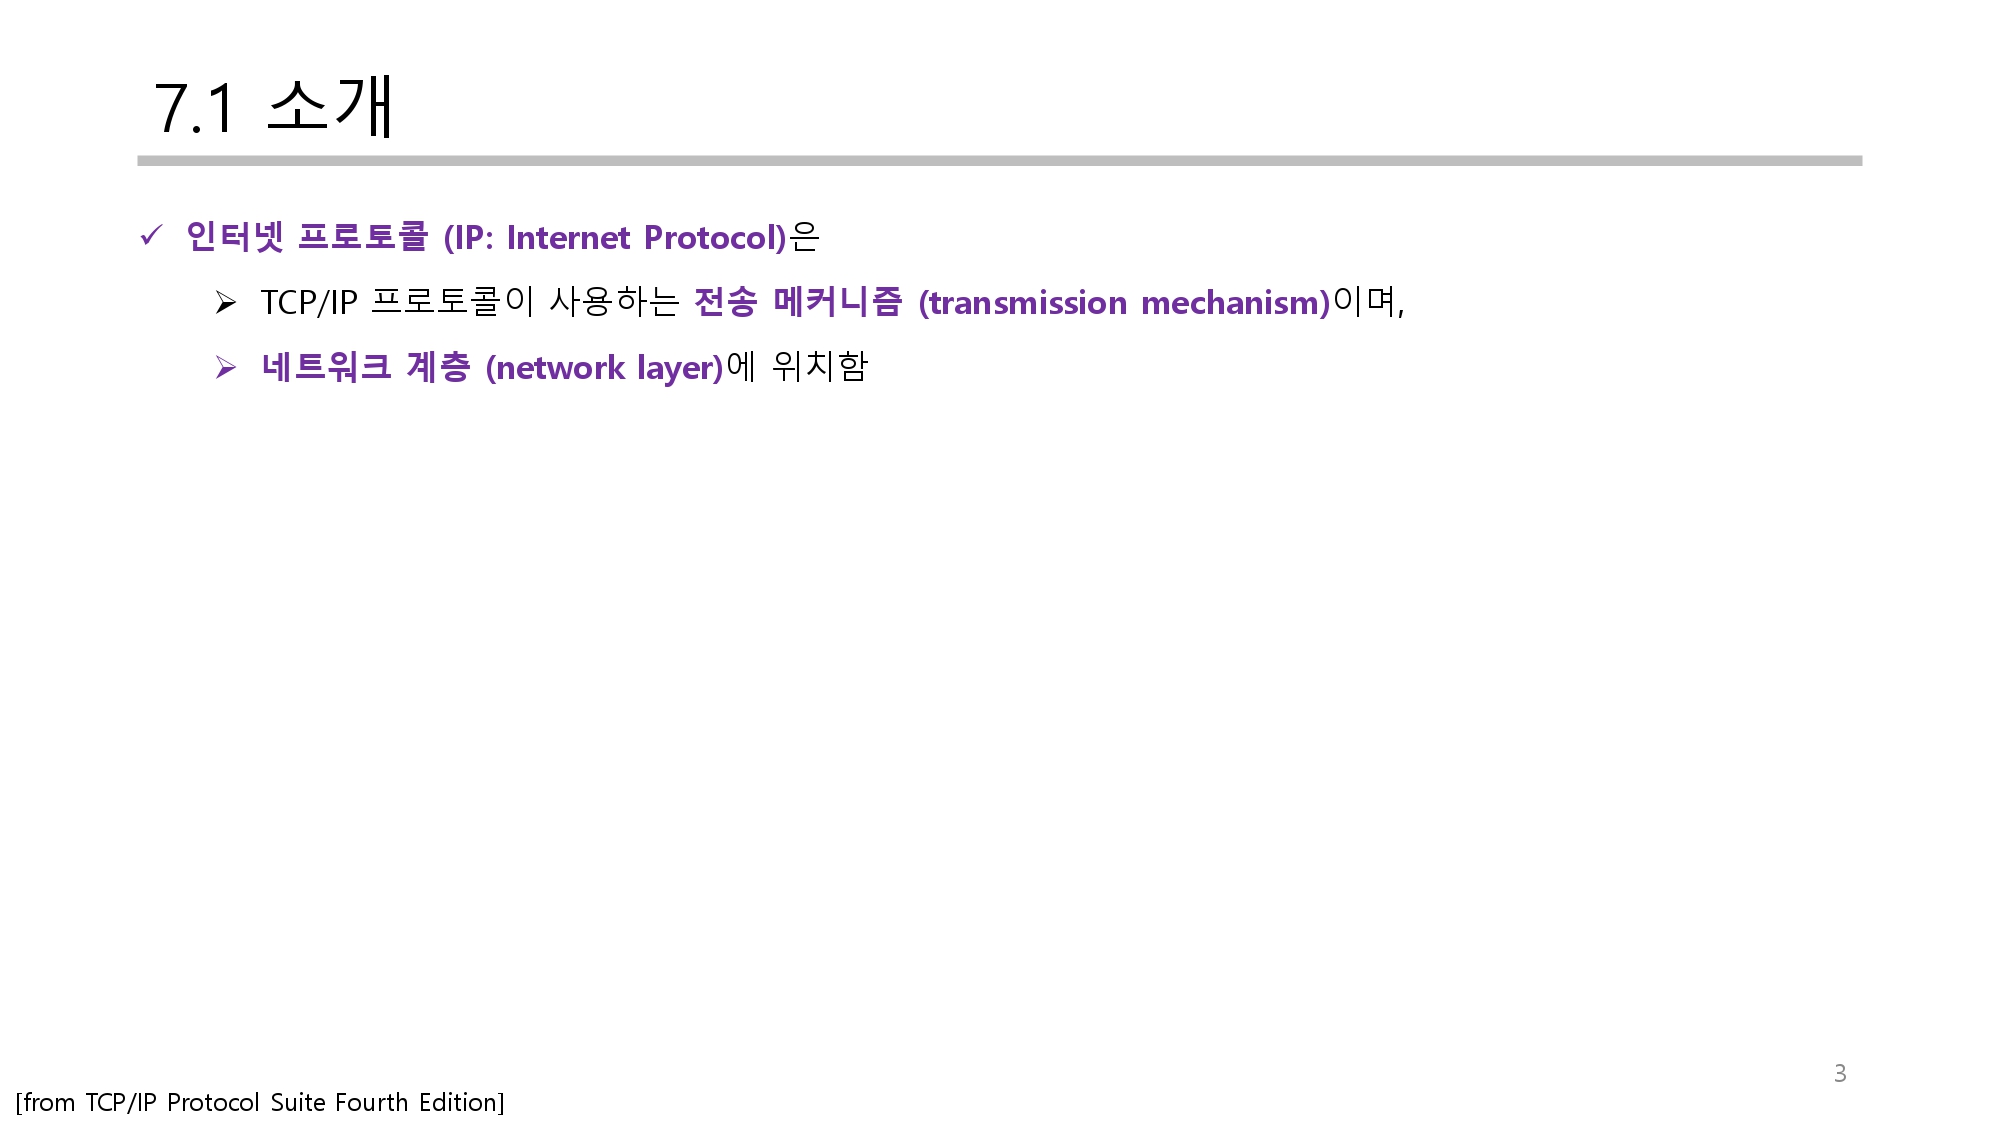 7.1 소개
✓ 인터넷 프로토콜 (IP: Internet Protocol)은
➢ TCP/IP 프로토콜이 사용하는 전송 메커니즘 (transmission mechanism)이며,
➢ 네트워크 계층 (network layer)에 위치함
3
[from TCP/IP Protocol Suite Fourth Edition]